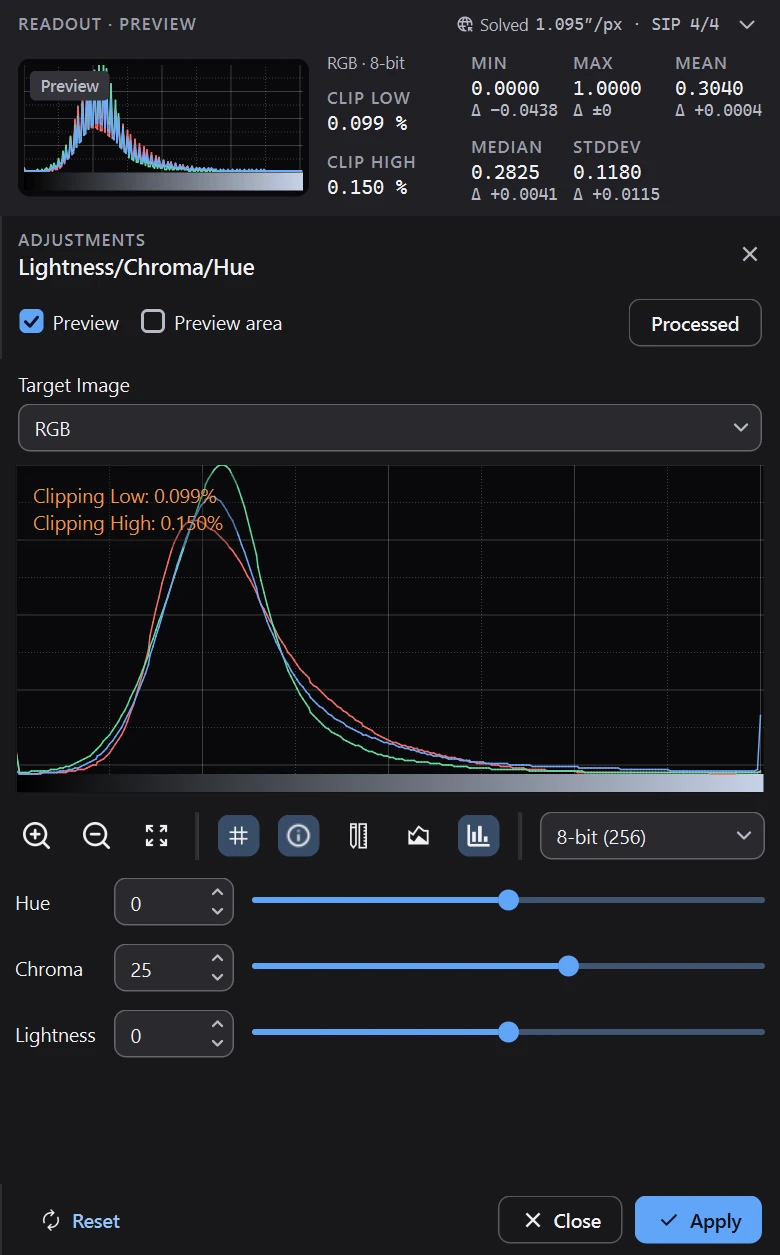 READOUT · PREVIEW
Solved 1.095″/px · SIP 4/4
Preview
RGB · 8-bit
CLIP LOW
0.099 %
CLIP HIGH
0.150 %
MIN
0.0000
Δ −0.0438
MAX
1.0000
Δ ±0
MEAN
0.3040
Δ +0.0004
MEDIAN
0.2825
Δ +0.0041
STDDEV
0.1180
Δ +0.0115
ADJUSTMENTS
Lightness/Chroma/Hue
Preview
Preview area
Processed
Target Image
RGB
Clipping Low: 0.099%
Clipping High: 0.150%
8-bit (256)
Hue
0
Chroma
25
Lightness
0
Reset
Close
Apply